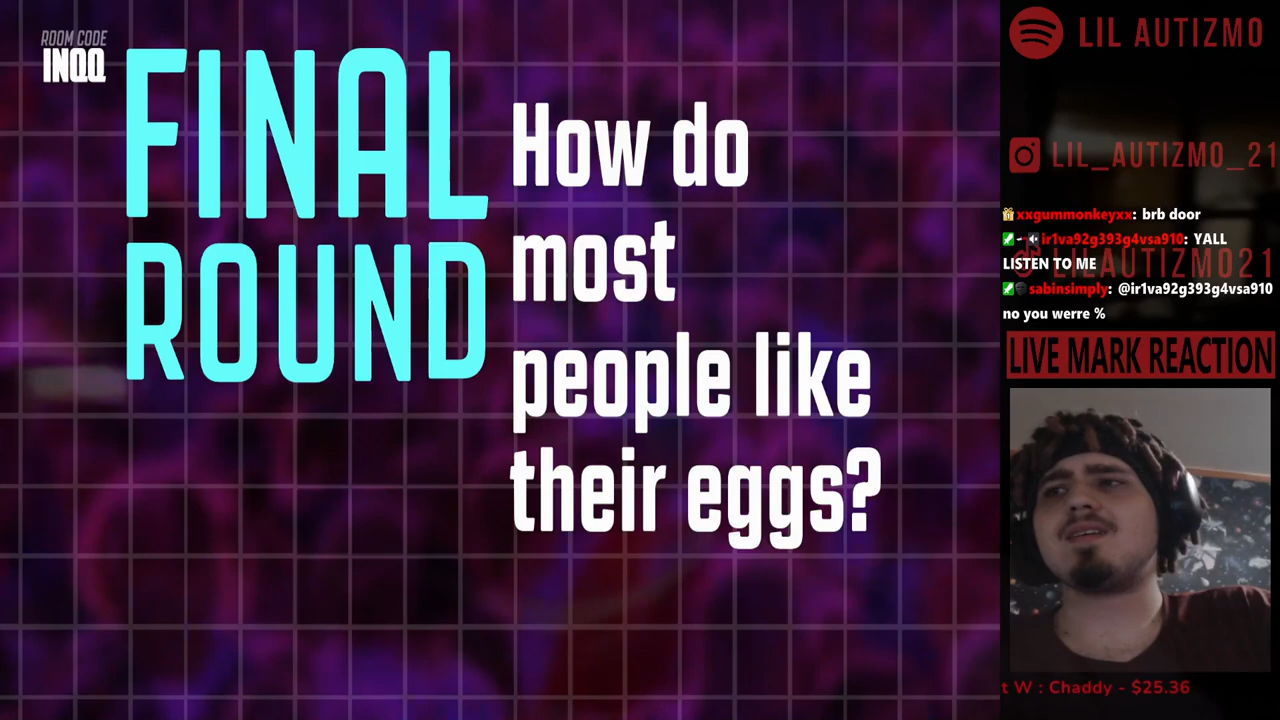 ROOM CODE
INQQ
FINAL
ROUND
How do
most
people like
their eggs?
LIL AUTIZMO
LIL_AUTIZMO_21
xxgummonkeyxx: brb door
ir1va92g393g4vsa910: YALL
LISTEN TO ME
LILAUTIZMO21
sabinsimply: @ir1va92g393g4vsa910
no you werre %
LIVE MARK REACTION
t W : Chaddy - $25.36